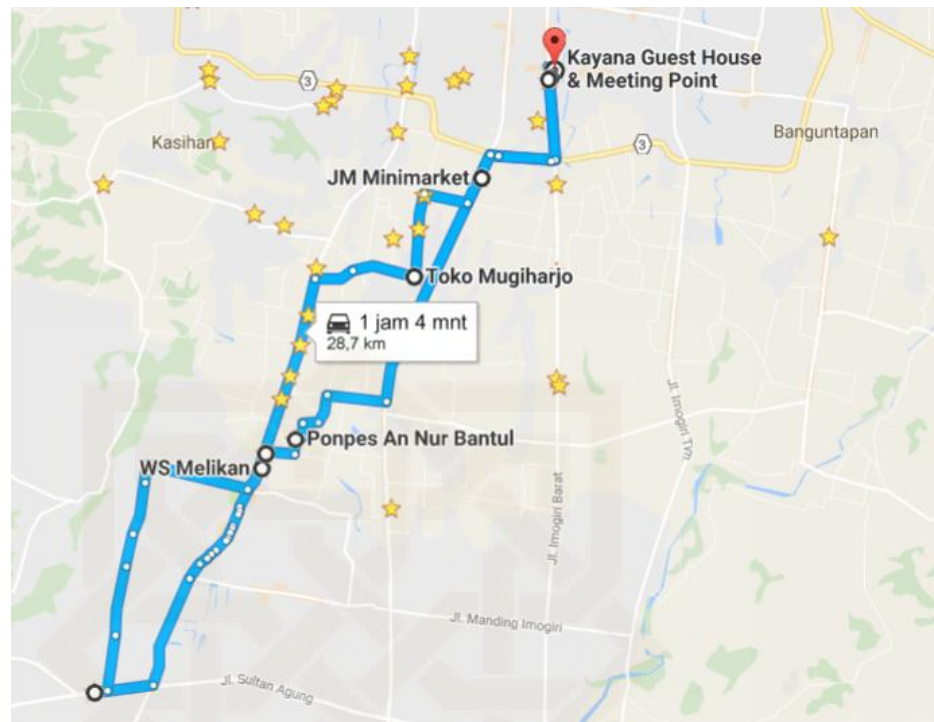 Kayana Guest House
& Meeting Point
3
Kasihan
3
Banguntapan
JM Minimarket
Toko Mugiharjo
1 jam 4 mnt
28,7 km
Jl. Imogiri Tim.
Ponpes An Nur Bantul
WS Melikan
Jl. Imogiri Barat
Jl. Manding Imogiri
Jl. Sultan Agung